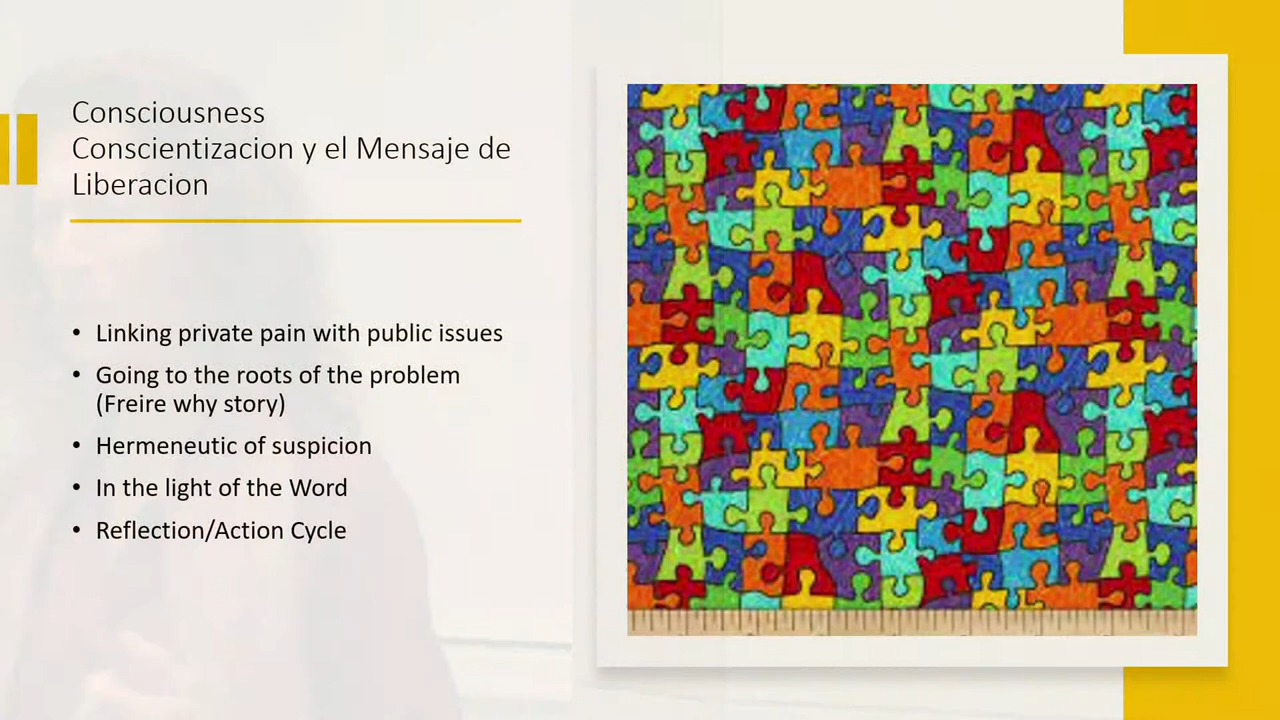 Consciousness
Conscientizacion y el Mensaje de
Liberacion
• Linking private pain with public issues
• Going to the roots of the problem
(Freire why story)
• Hermeneutic of suspicion
• In the light of the Word
• Reflection/Action Cycle